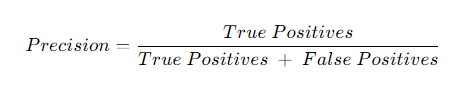 True Positives
Precision =
True Positives + False Positives